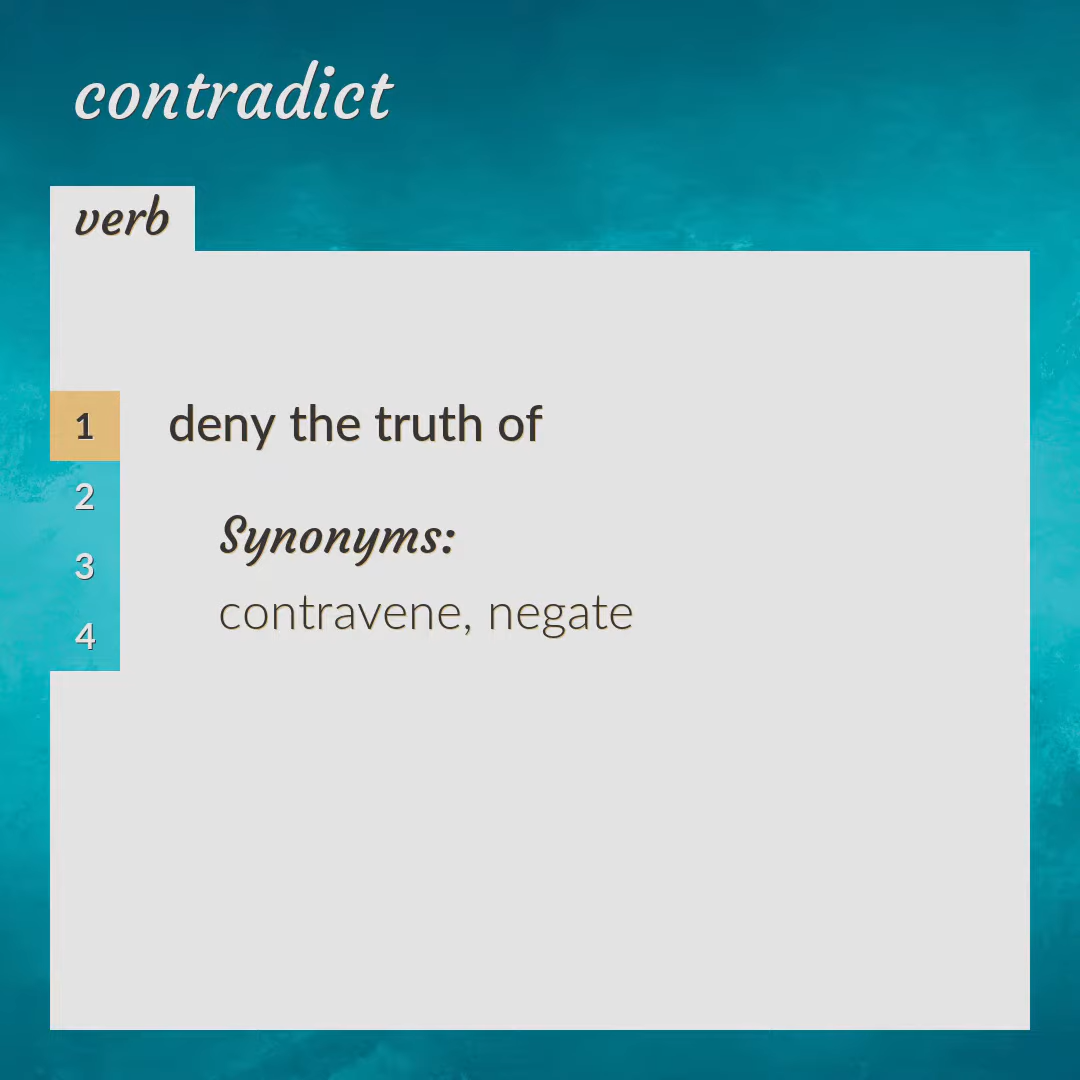 contradict
verb
1
deny the truth of
2
Synonyms:
3
contravene, negate
4